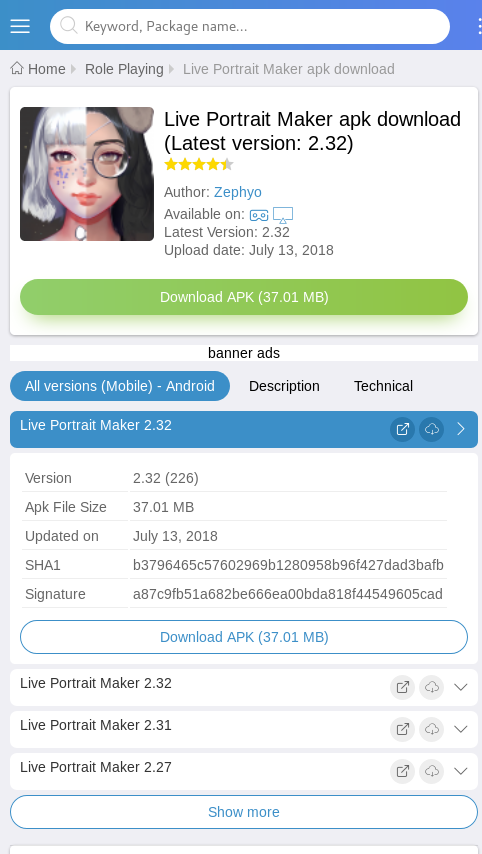 Keyword, Package name...
Home Role Playing Live Portrait Maker apk download
Live Portrait Maker apk download
(Latest version: 2.32)
Author: Zephyo
Available on:
Latest Version: 2.32
Upload date: July 13, 2018
Download APK (37.01 MB)
banner ads
All versions (Mobile) - Android Description Technical
Live Portrait Maker 2.32
Version 2.32 (226)
Apk File Size 37.01 MB
Updated on July 13, 2018
SHA1 b3796465c57602969b1280958b96f427dad3bafb
Signature a87c9fb51a682be666ea00bda818f44549605cad
Download APK (37.01 MB)
Live Portrait Maker 2.32
Live Portrait Maker 2.31
Live Portrait Maker 2.27
Show more